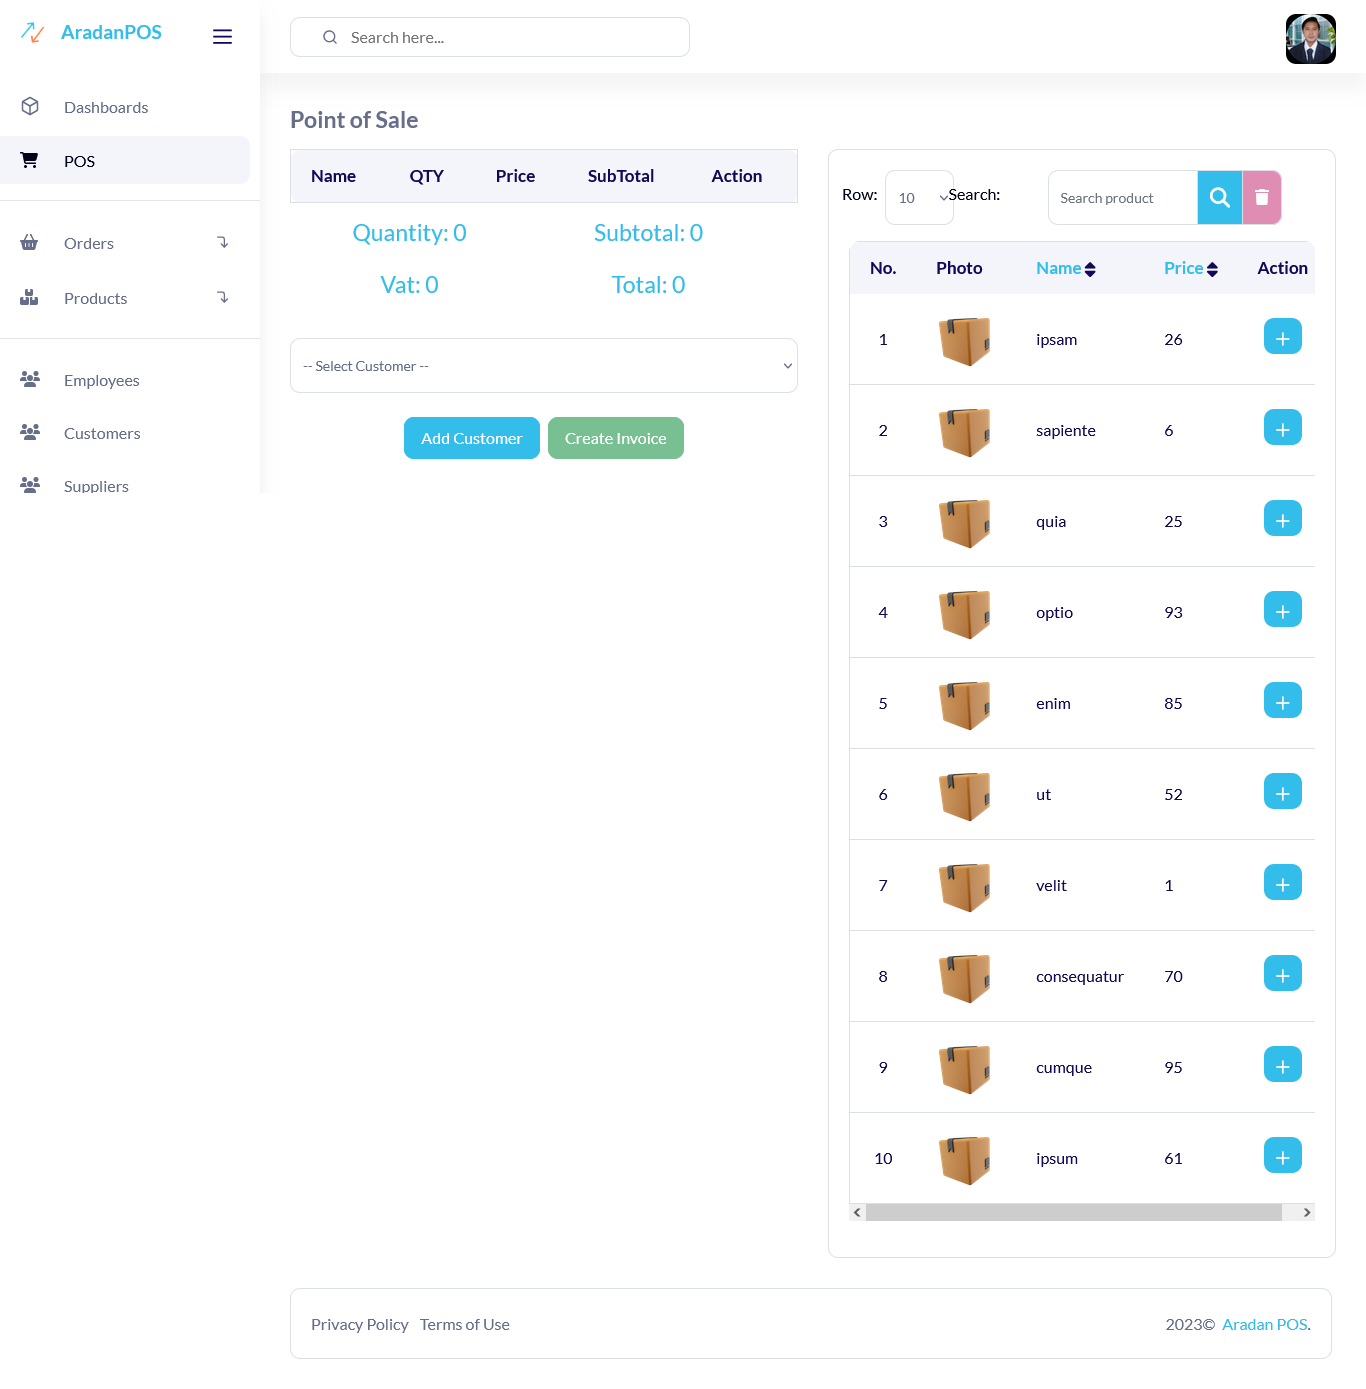 AradanPOS
Search here...
Dashboards
POS
Orders
Products
Employees
Customers
Suppliers
Point of Sale
Name QTY Price SubTotal Action
Quantity: 0 Subtotal: 0
Vat: 0 Total: 0
-- Select Customer --
Add Customer Create Invoice
Row: 10 Search: Search product
No. Photo Name Price Action
1 ipsam 26
2 sapiente 6
3 quia 25
4 optio 93
5 enim 85
6 ut 52
7 velit 1
8 consequatur 70
9 cumque 95
10 ipsum 61
Privacy Policy Terms of Use 2023© Aradan POS.